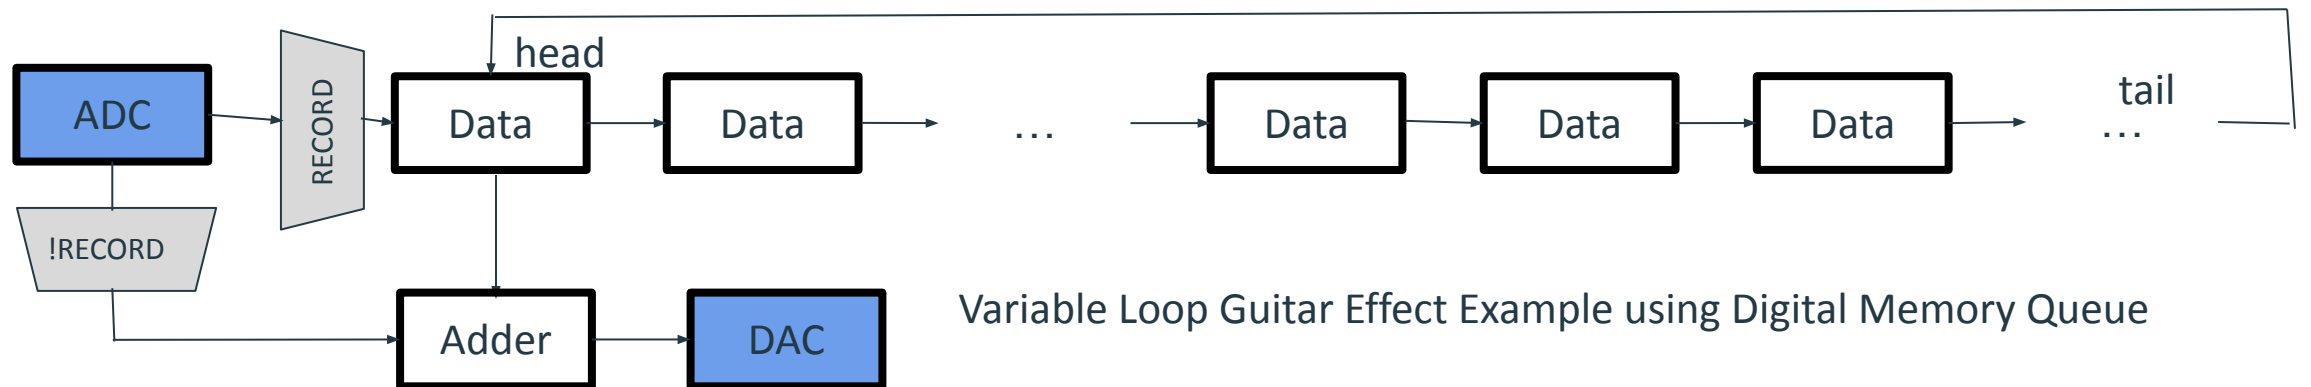 head
ADC
RECORD
Data
Data
...
Data
Data
Data
tail
...
!RECORD
Adder
DAC
Variable Loop Guitar Effect Example using Digital Memory Queue